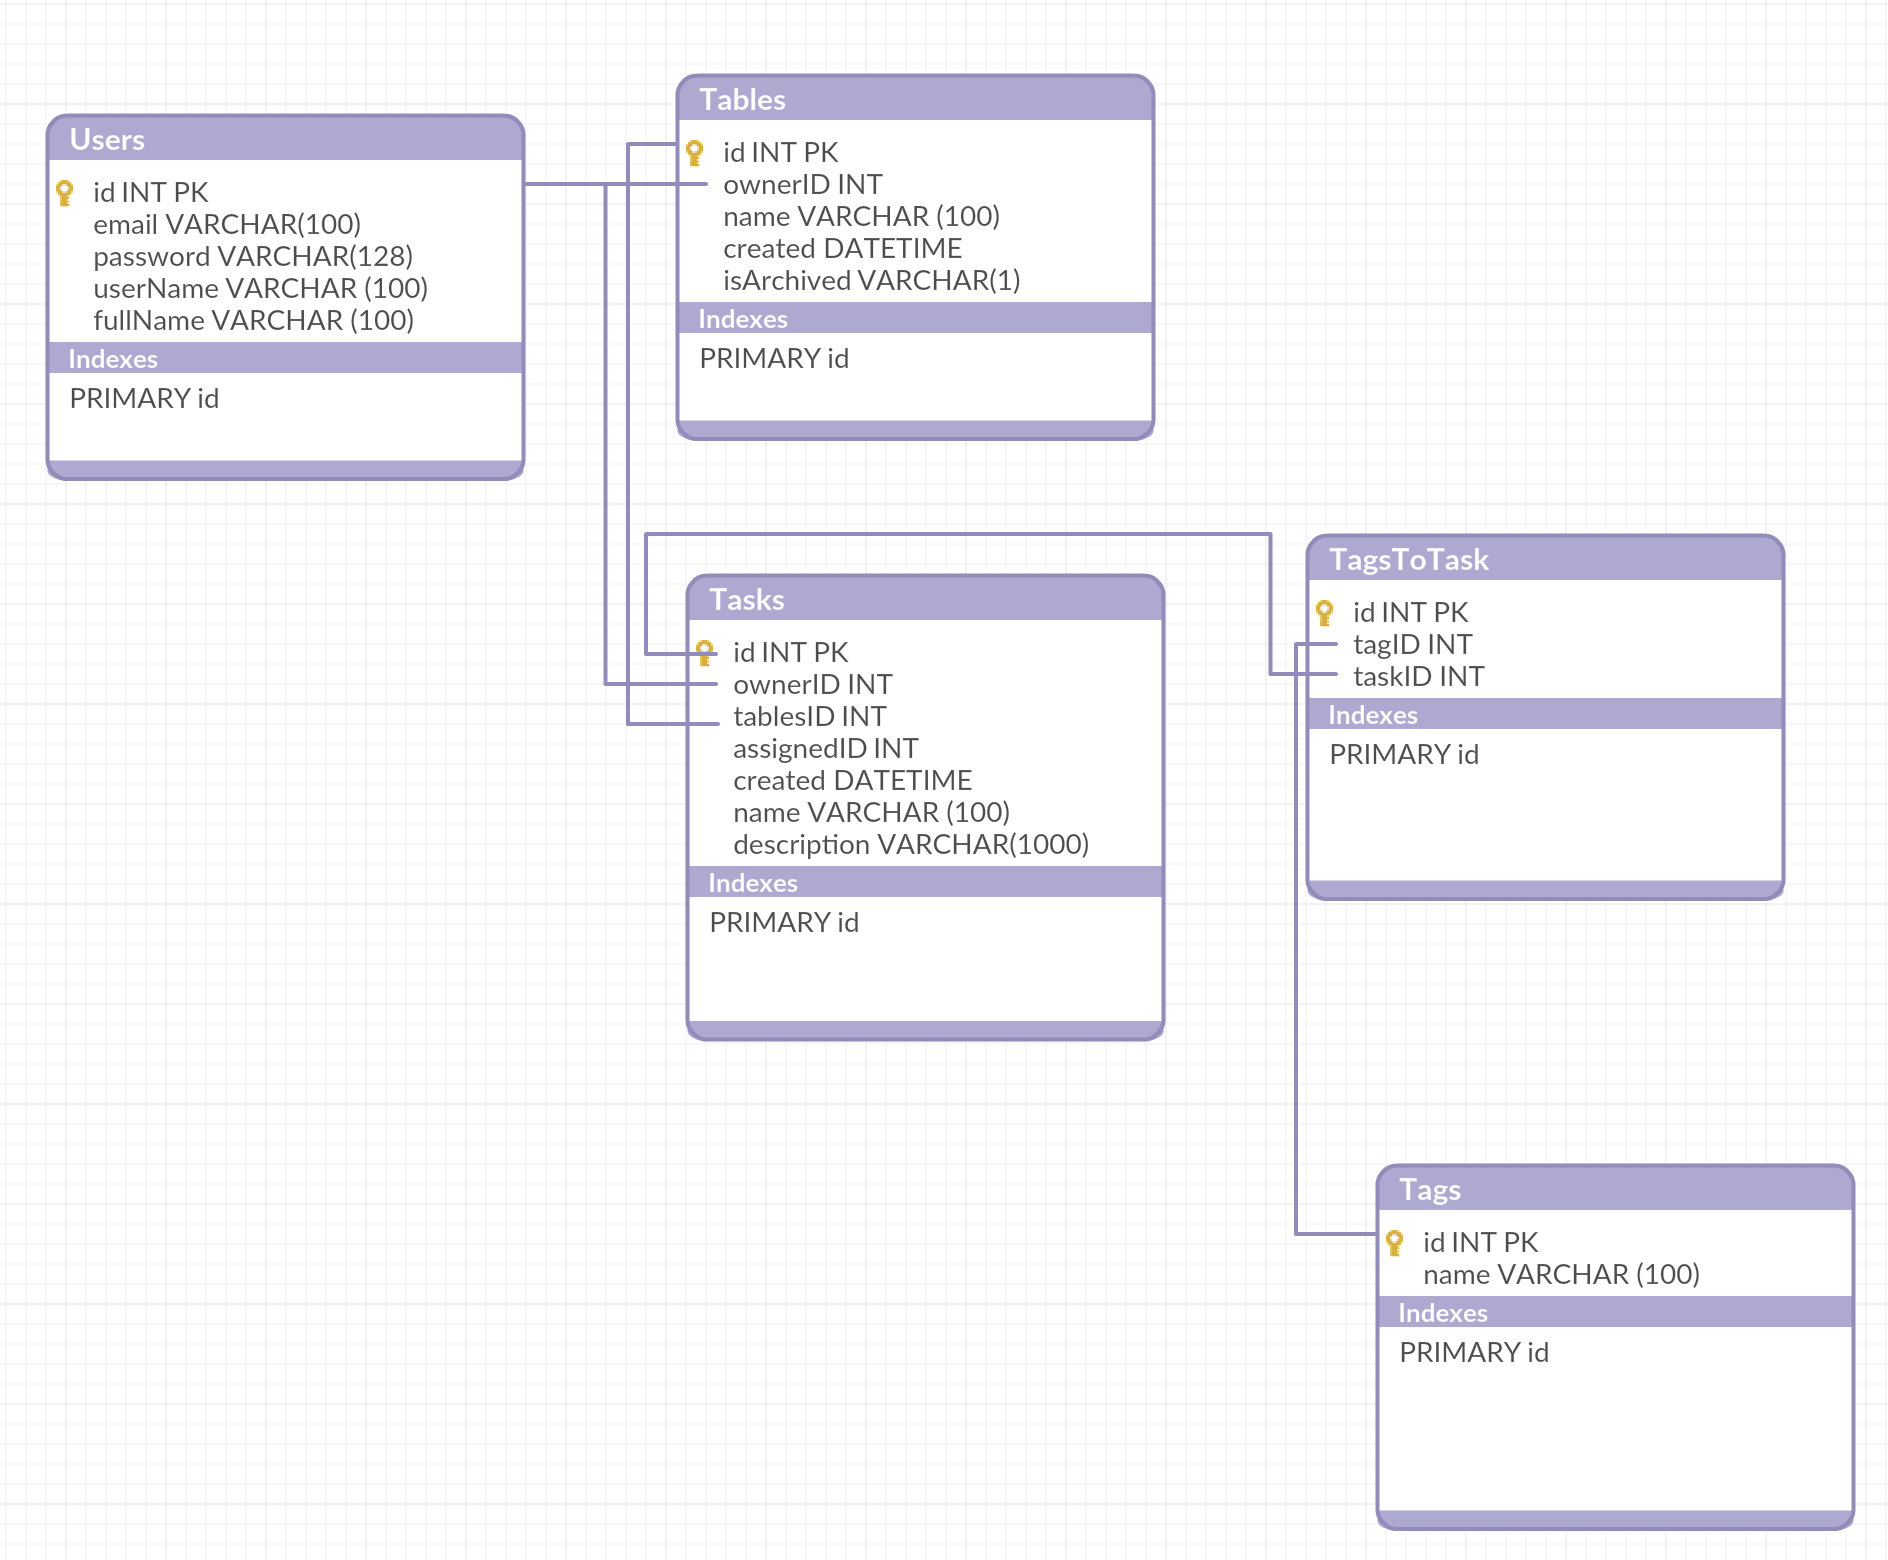 Users
id INT PK
email VARCHAR(100)
password VARCHAR(128)
userName VARCHAR (100)
fullName VARCHAR (100)
Indexes
PRIMARY id
Tables
id INT PK
ownerID INT
name VARCHAR (100)
created DATETIME
isArchived VARCHAR(1)
Indexes
PRIMARY id
Tasks
id INT PK
ownerID INT
tablesID INT
assignedID INT
created DATETIME
name VARCHAR (100)
description VARCHAR(1000)
Indexes
PRIMARY id
TagsToTask
id INT PK
tagID INT
taskID INT
Indexes
PRIMARY id
Tags
id INT PK
name VARCHAR (100)
Indexes
PRIMARY id